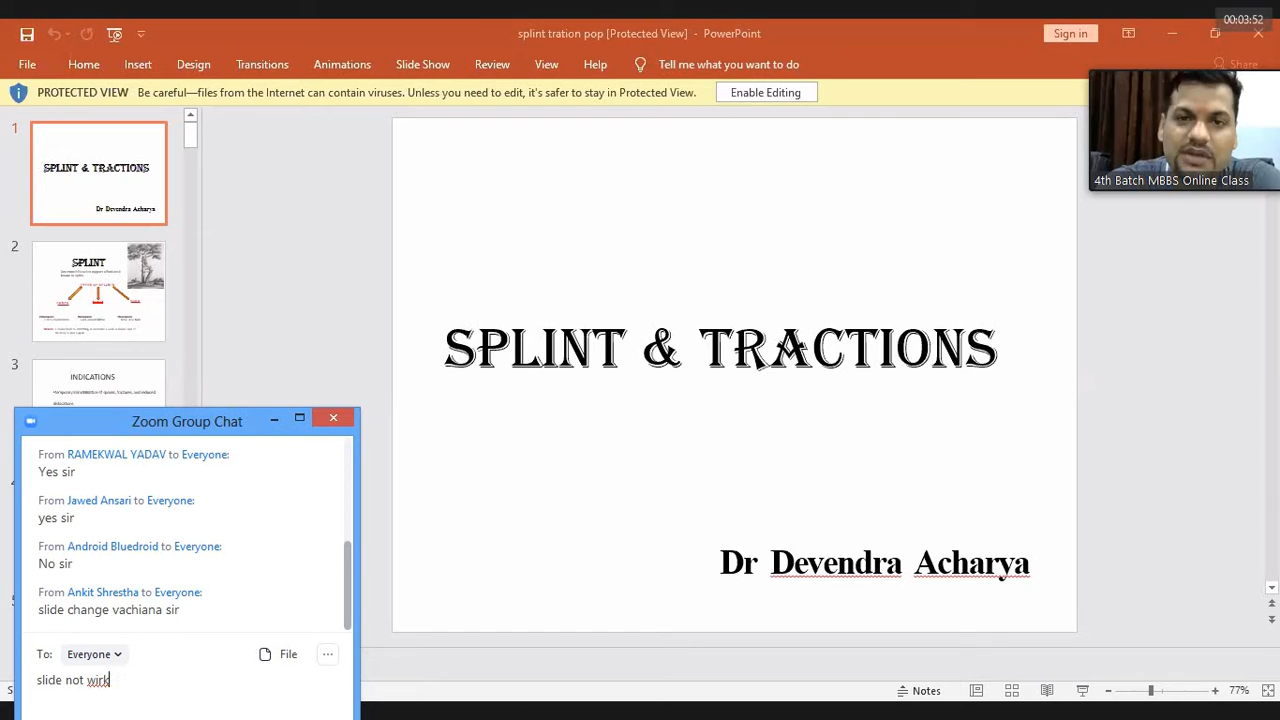 00:03:52
splint tration pop [Protected View] - PowerPoint
Sign in
File Home Insert Design Transitions Animations Slide Show Review View Help Tell me what you want to do Share
PROTECTED VIEW Be careful—files from the Internet can contain viruses. Unless you need to edit, it's safer to stay in Protected View. Enable Editing
4th Batch MBBS Online Class
1
SPLINT & TRACTIONS
Dr Devendra Acharya
2
SPLINT
3
INDICATIONS
SPLINT & TRACTIONS
Dr Devendra Acharya
Zoom Group Chat
From RAMEKWAL YADAV to Everyone:
Yes sir
From Jawed Ansari to Everyone:
yes sir
From Android Bluedroid to Everyone:
No sir
From Ankit Shrestha to Everyone:
slide change vachiana sir
To: Everyone File
slide not wirk
Notes
77%